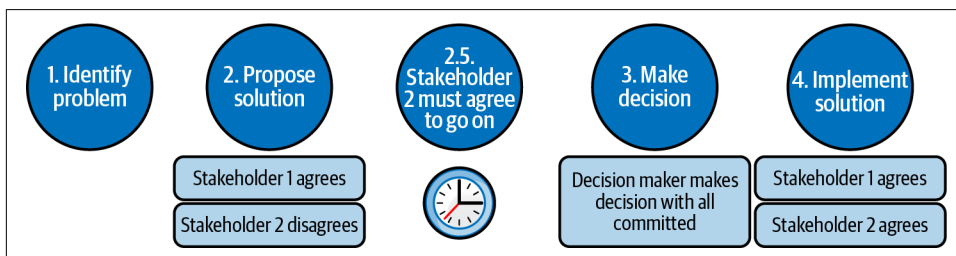 1. Identify
problem
2. Propose
solution
2.5.
Stakeholder
2 must agree
to go on
3. Make
decision
4. Implement
solution
Stakeholder 1 agrees
Stakeholder 2 disagrees
Decision maker makes
decision with all
committed
Stakeholder 1 agrees
Stakeholder 2 agrees